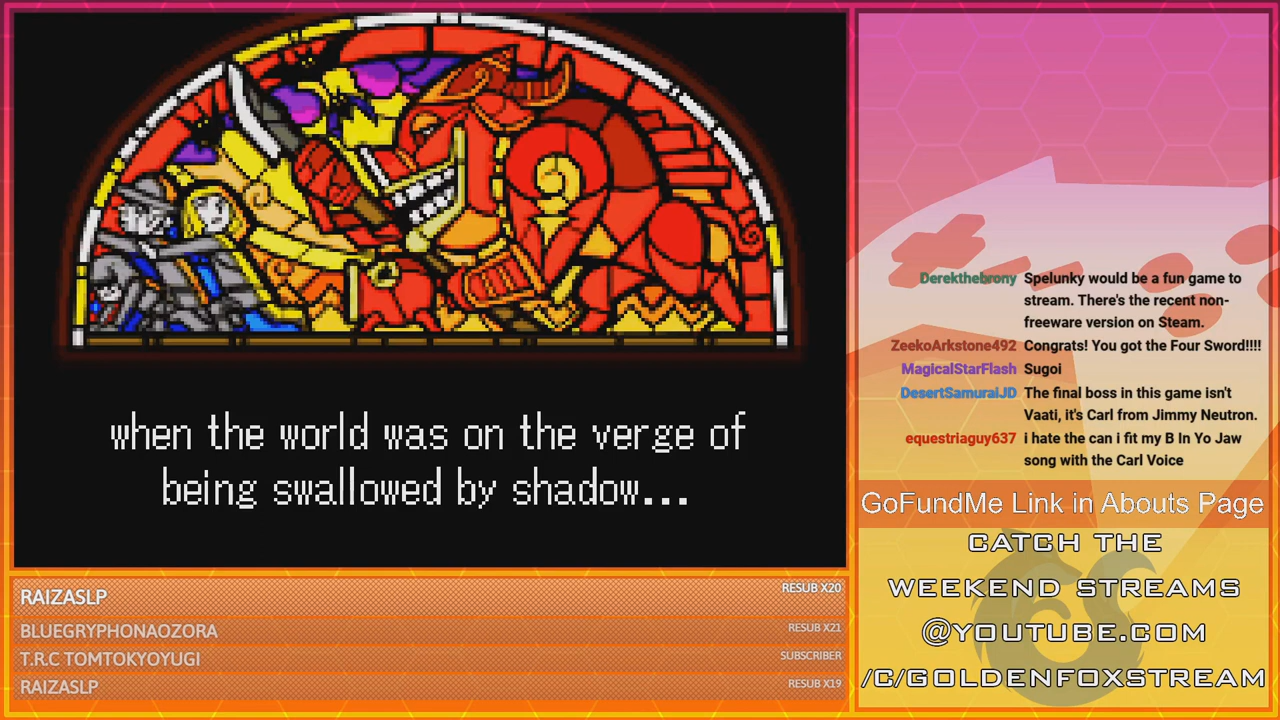 when the world was on the verge of
being swallowed by shadow...
Derekthebrony Spelunky would be a fun game to
stream. There's the recent non-
freeware version on Steam.
ZeekoArkstone492 Congrats! You got the Four Sword!!!!
MagicalStarFlash Sugoi
DesertSamuraiJD The final boss in this game isn't
Vaati, it's Carl from Jimmy Neutron.
equestriaguy637 i hate the can i fit my B In Yo Jaw
song with the Carl Voice
GoFundMe Link in Abouts Page
CATCH THE
WEEKEND STREAMS
@YOUTUBE.COM
/C/GOLDENFOXSTREAM
RAIZASLP RESUB X20
BLUEGRYPHONAOZORA RESUB X21
T.R.C TOMTOKYOYUGI SUBSCRIBER
RAIZASLP RESUB X19